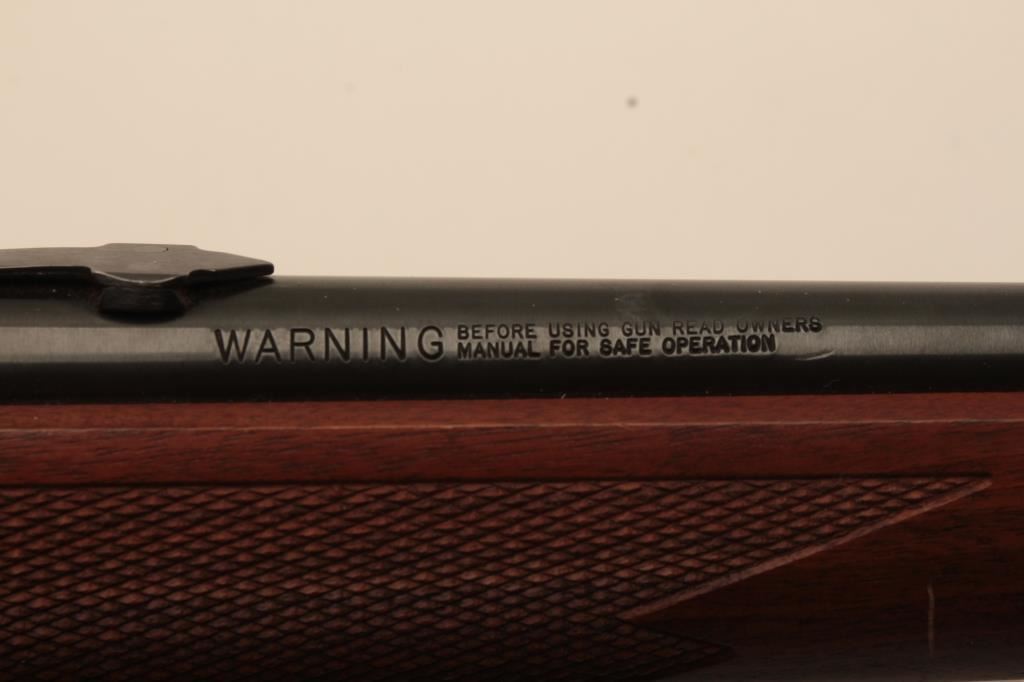 WARNING BEFORE USING GUN READ OWNERS
MANUAL FOR SAFE OPERATION